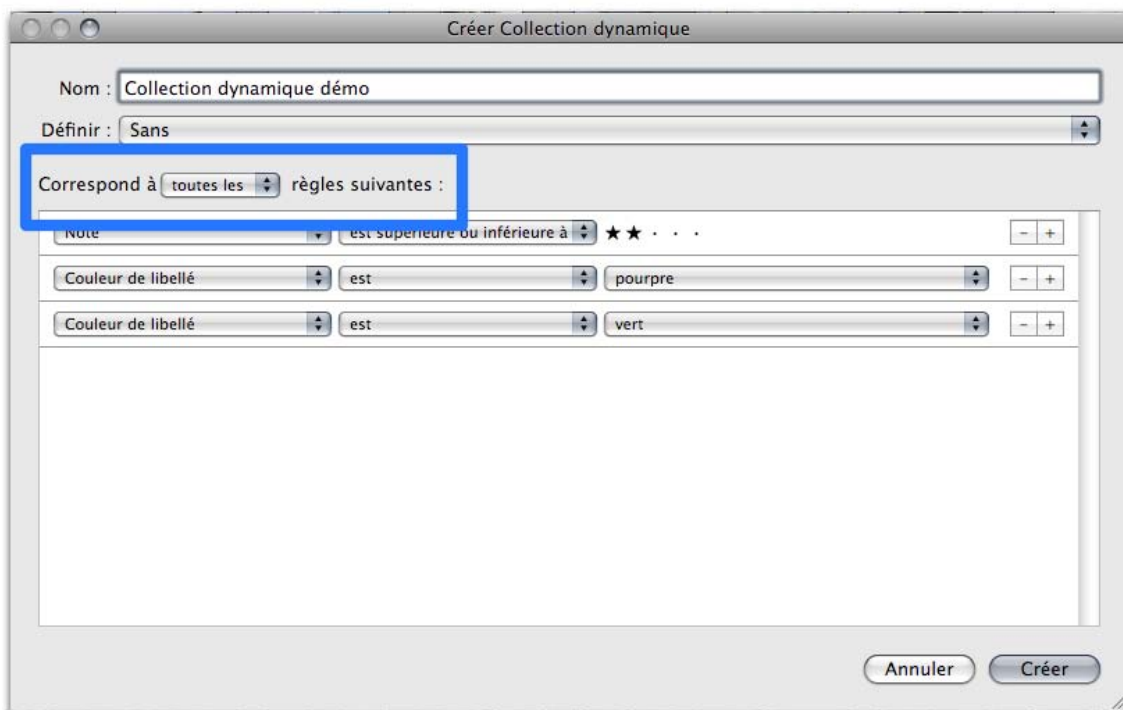 Créer Collection dynamique
Nom : Collection dynamique démo
Définir : Sans
Correspond à toutes les règles suivantes :
Note est supérieure ou inférieure à ★★ · · · - +
Couleur de libellé est pourpre - +
Couleur de libellé est vert - +
Annuler Créer